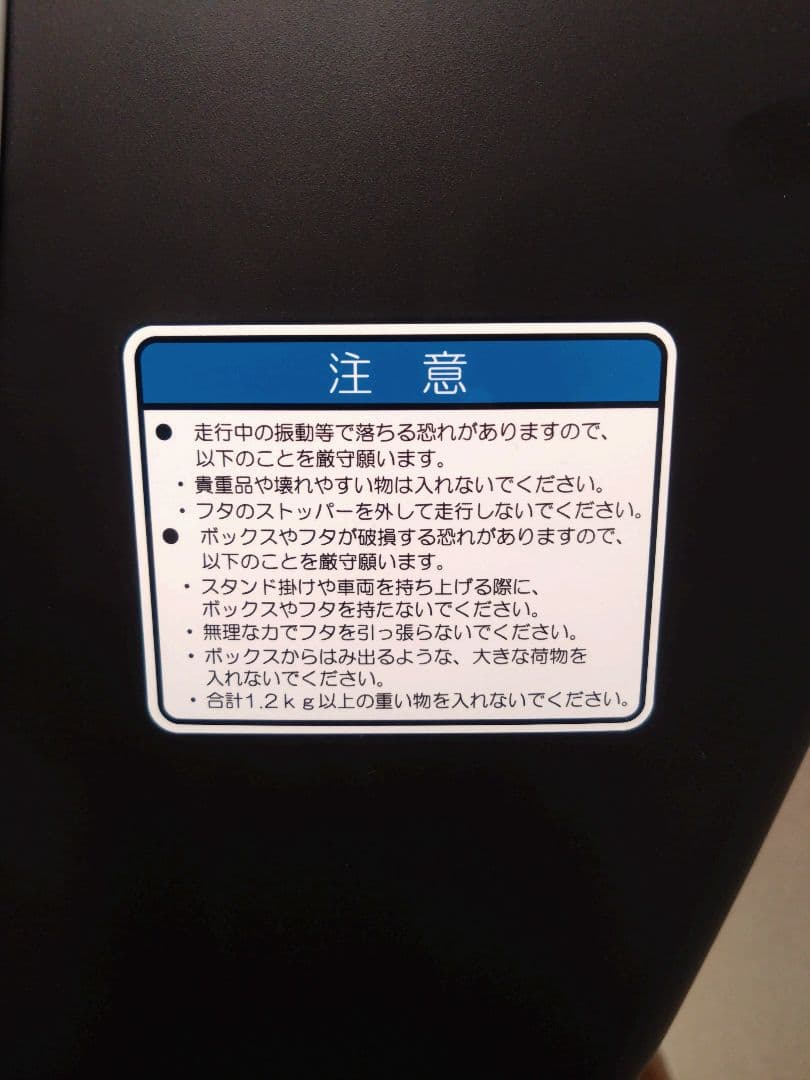 注 意
● 走行中の振動等で落ちる恐れがありますので、
以下のことを厳守願います。
・貴重品や壊れやすい物は入れないでください。
・フタのストッパーを外して走行しないでください。
● ボックスやフタが破損する恐れがありますので、
以下のことを厳守願います。
・スタンド掛けや車両を持ち上げる際に、
ボックスやフタを持たないでください。
・無理な力でフタを引っ張らないでください。
・ボックスからはみ出るような、大きな荷物を
入れないでください。
・合計1.2kg以上の重い物を入れないでください。